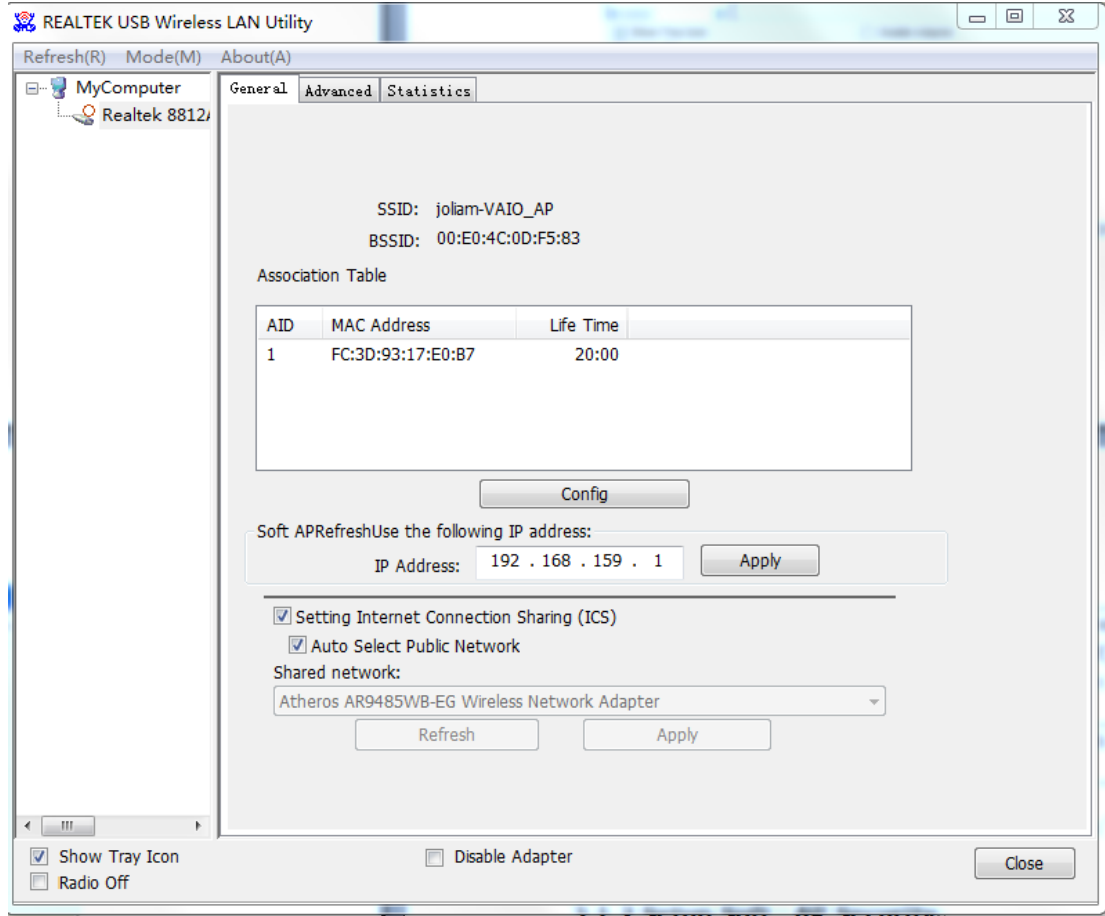 REALTEK USB Wireless LAN Utility
Refresh(R) Mode(M) About(A)
MyComputer
Realtek 8812A
General Advanced Statistics
SSID: joliam-VAIO_AP
BSSID: 00:E0:4C:0D:F5:83
Association Table
AID MAC Address Life Time
1 FC:3D:93:17:E0:B7 20:00
Config
Soft APRefreshUse the following IP address:
IP Address: 192 . 168 . 159 . 1 Apply
Setting Internet Connection Sharing (ICS)
Auto Select Public Network
Shared network:
Atheros AR9485WB-EG Wireless Network Adapter
Refresh Apply
Show Tray Icon Disable Adapter Close
Radio Off